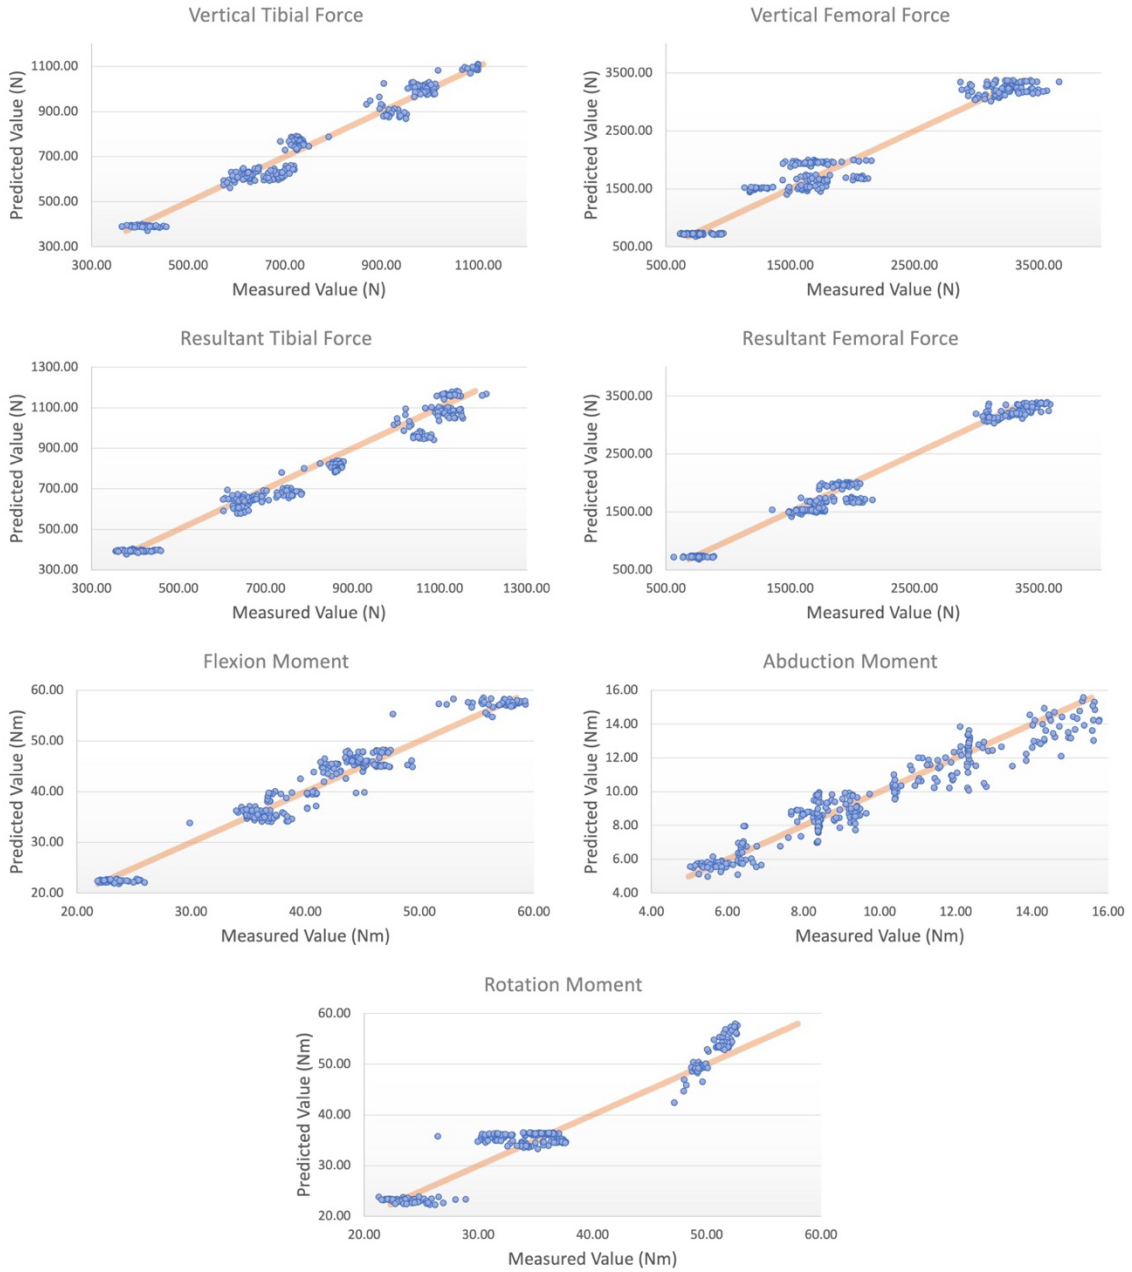 Vertical Tibial Force
Predicted Value (N)
1100.00
900.00
700.00
500.00
300.00
300.00 500.00 700.00 900.00 1100.00
Measured Value (N)
Vertical Femoral Force
Predicted Value (N)
3500.00
2500.00
1500.00
500.00
500.00 1500.00 2500.00 3500.00
Measured Value (N)
Resultant Tibial Force
Predicted Value (N)
1300.00
1100.00
900.00
700.00
500.00
300.00
300.00 500.00 700.00 900.00 1100.00 1300.00
Measured Value (N)
Resultant Femoral Force
Predicted Value (N)
3500.00
2500.00
1500.00
500.00
500.00 1500.00 2500.00 3500.00
Measured Value (N)
Flexion Moment
Predicted Value (Nm)
60.00
50.00
40.00
30.00
20.00
20.00 30.00 40.00 50.00 60.00
Measured Value (Nm)
Abduction Moment
Predicted Value (Nm)
16.00
14.00
12.00
10.00
8.00
6.00
4.00
4.00 6.00 8.00 10.00 12.00 14.00 16.00
Measured Value (Nm)
Rotation Moment
Predicted Value (Nm)
60.00
50.00
40.00
30.00
20.00
20.00 30.00 40.00 50.00 60.00
Measured Value (Nm)